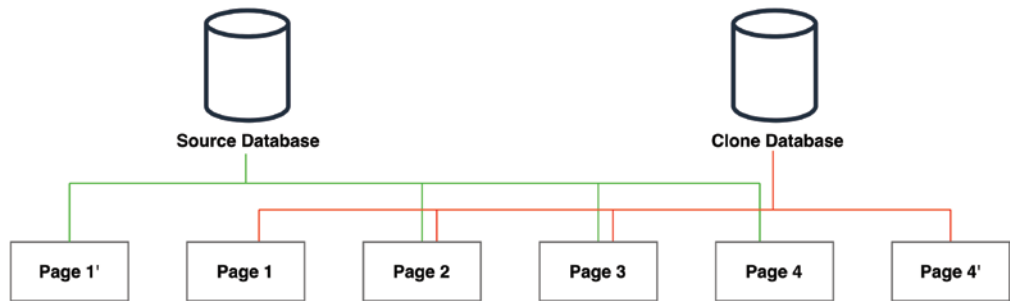 Source Database
Clone Database
Page 1'
Page 1
Page 2
Page 3
Page 4
Page 4'